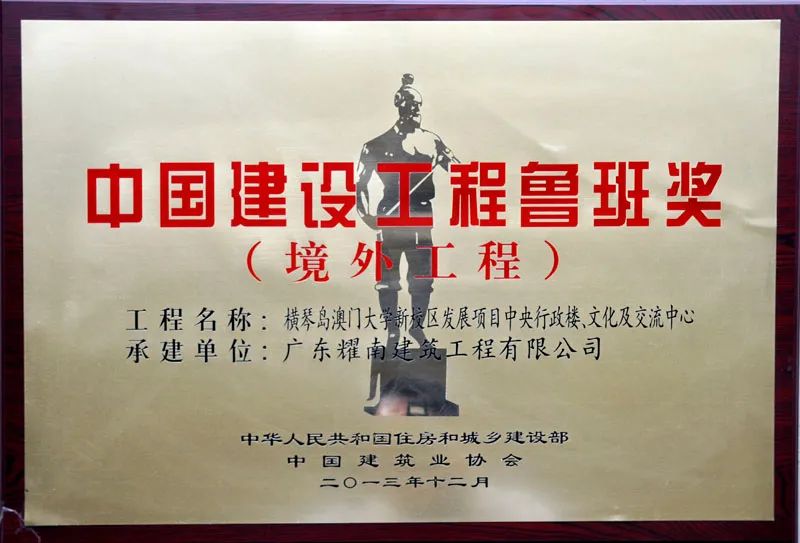 中国建设工程鲁班奖
（境外工程）
工程名称：横琴岛澳门大学新校区发展项目中央行政楼、文化及交流中心
承建单位：广东耀南建筑工程有限公司
中华人民共和国住房和城乡建设部
中国建筑业协会
二〇一三年十二月